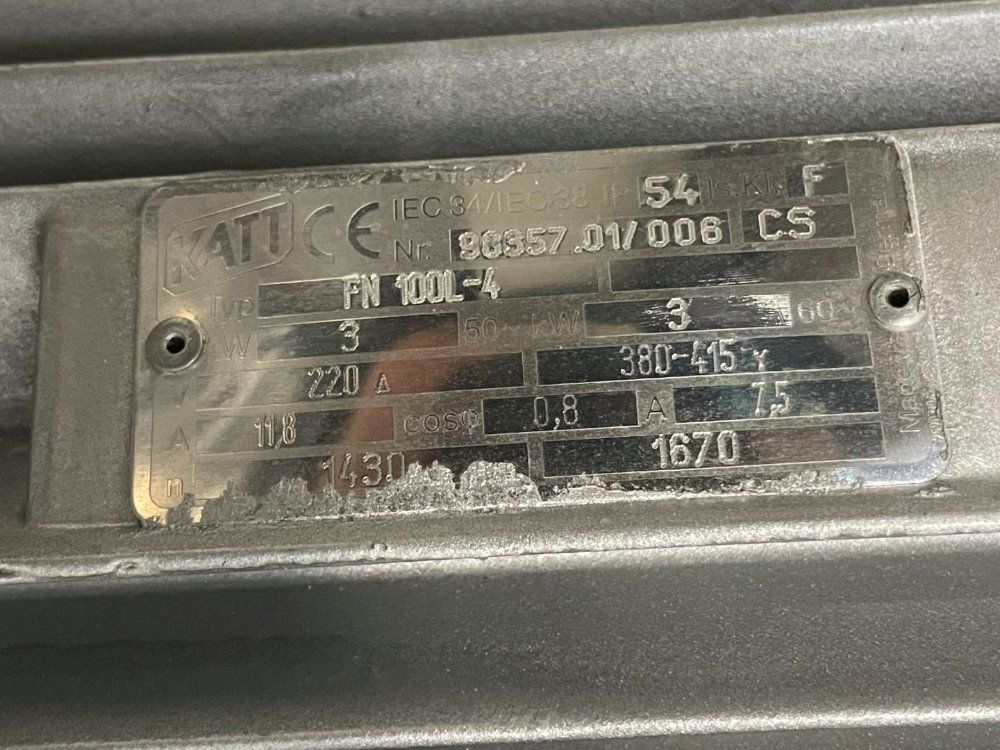 KATT CE IEC 34/IEC 38 IP 54 Is.Kl. F
Nr. 98357.01/006 CS
Typ FN 100L-4
kW 3 50~ kW 3 60~
V 220 Δ 380-415 Y
A 11,8 cosφ 0,8 A 7,5
n 1430 1670